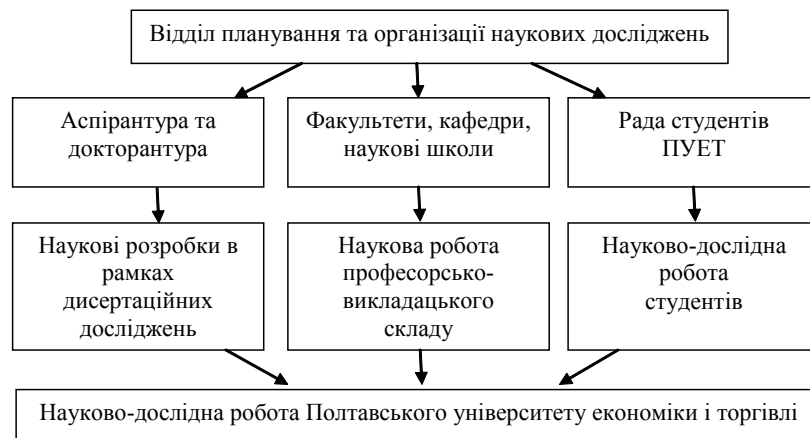 Відділ планування та організації наукових досліджень
Аспірантура та
докторантура
Факультети, кафедри,
наукові школи
Рада студентів
ПУЕТ
Наукові розробки в
рамках
дисертаційних
досліджень
Наукова робота
професорсько-
викладацького
складу
Науково-дослідна
робота
студентів
Науково-дослідна робота Полтавського університету економіки і торгівлі